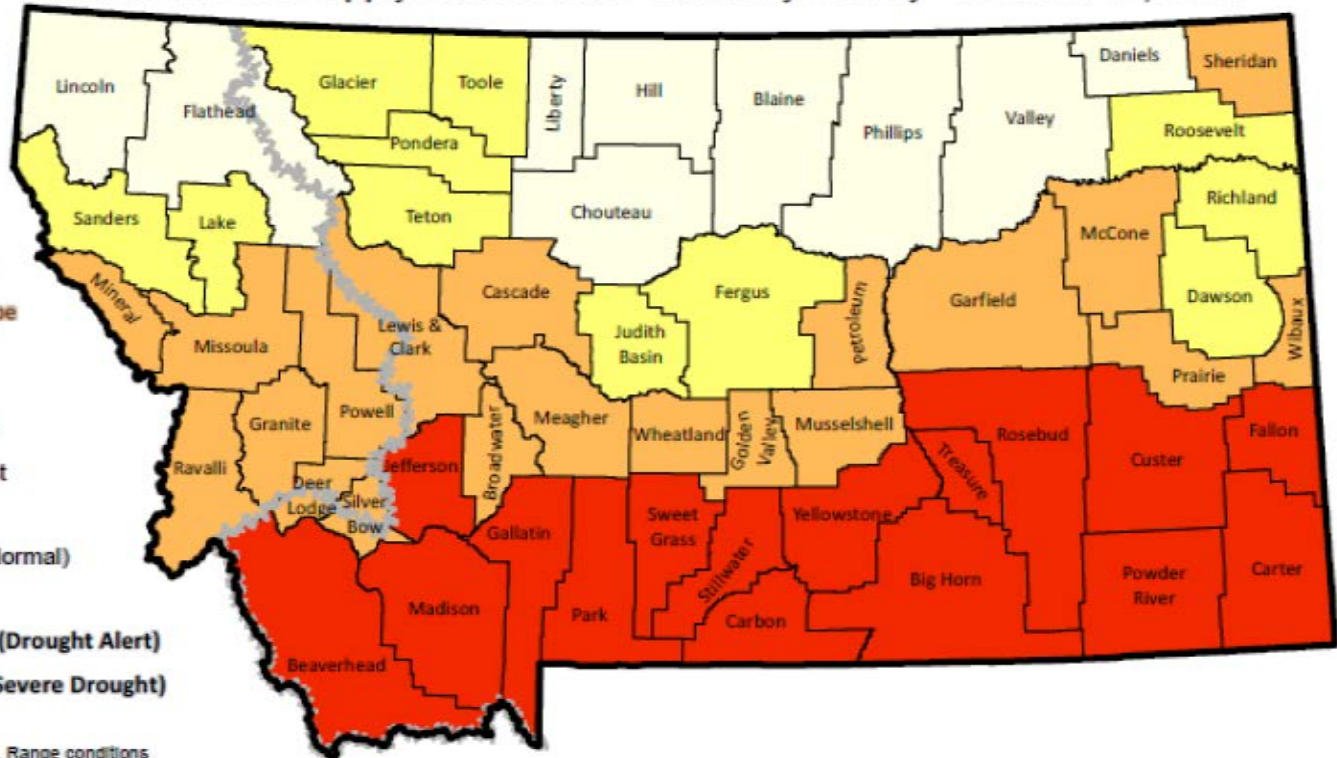 Daniels
Sheridan
Lincoln
Glacier
Toole
Liberty
Hill
Blaine
Valley
Flathead
Phillips
Roosevelt
Pondera
Richland
Sanders
Lake
Teton
Chouteau
McCone
Mineral
Cascade
Fergus
Petroleum
Garfield
Dawson
Wibaux
Missoula
Lewis &
Clark
Judith
Basin
Prairie
Granite
Powell
Meagher
Wheatland
Golden
Valley
Musselshell
Rosebud
Fallon
Ravalli
Jefferson
Broadwater
Treasure
Custer
Deer
Lodge
Silver
Bow
Gallatin
Sweet
Grass
Yellowstone
Stillwater
Big Horn
Powder
River
Carter
Madison
Park
Carbon
Beaverhead
(Drought Alert)
Severe Drought)
Range conditions